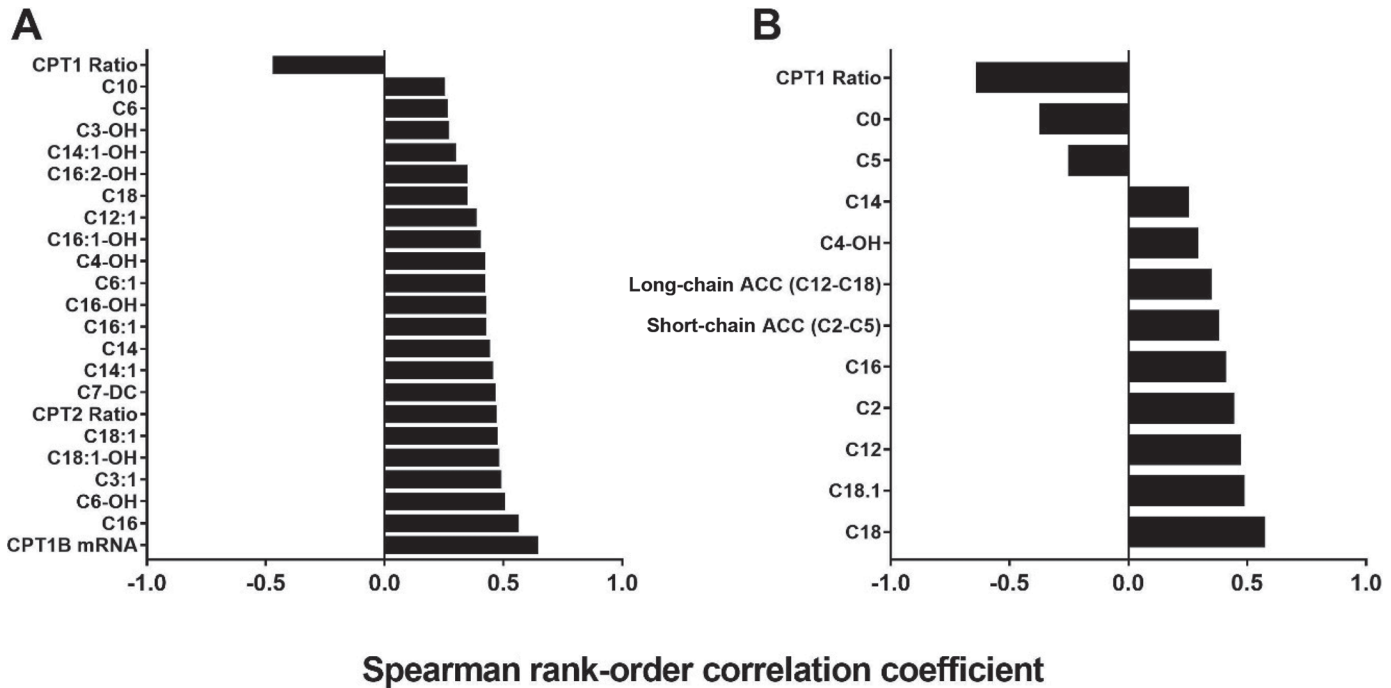 A
CPT1 Ratio
C10
C6
C3-OH
C14:1-OH
C16:2-OH
C18
C12:1
C16:1-OH
C4-OH
C6:1
C16-OH
C16:1
C14
C14:1
C7-DC
CPT2 Ratio
C18:1
C18:1-OH
C3:1
C6-OH
C16
CPT1B mRNA
-1.0 -0.5 0.0 0.5 1.0
B
CPT1 Ratio
C0
C5
C14
C4-OH
Long-chain ACC (C12-C18)
Short-chain ACC (C2-C5)
C16
C2
C12
C18.1
C18
-1.0 -0.5 0.0 0.5 1.0
Spearman rank-order correlation coefficient